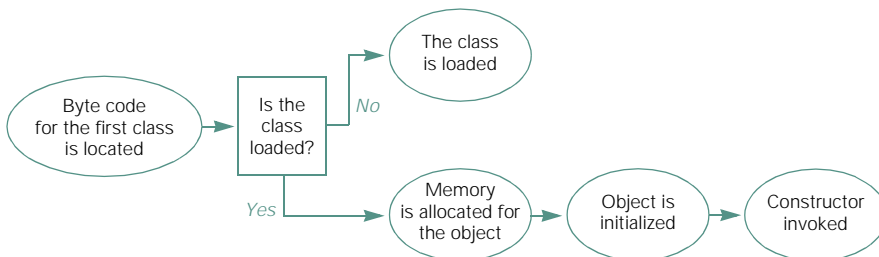 Byte code
for the first class
is located
Is the
class
loaded?
No
The class
is loaded
Yes
Memory
is allocated for
the object
Object is
initialized
Constructor
invoked